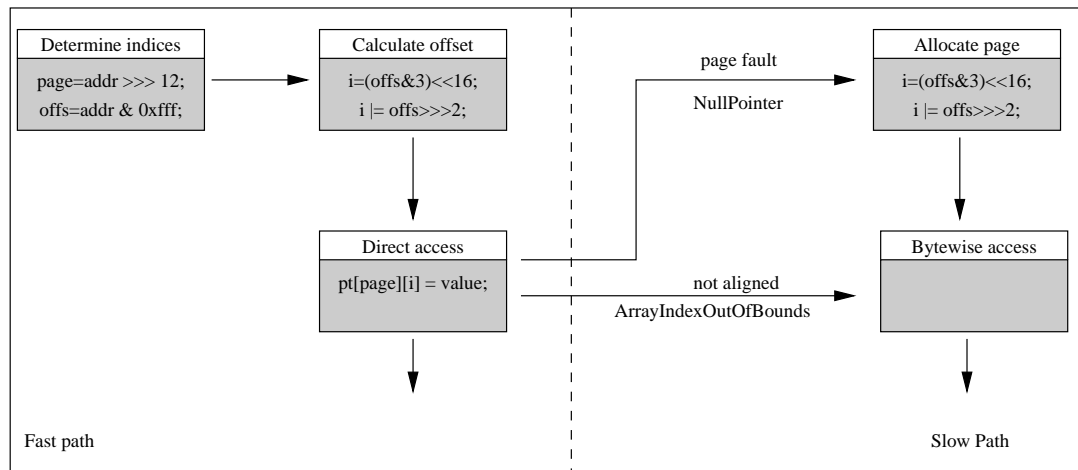 Determine indices
page=addr >>> 12;
offs=addr & 0xfff;
Calculate offset
i=(offs&3)<<16;
i |= offs>>>2;
page fault
NullPointer
Allocate page
i=(offs&3)<<16;
i |= offs>>>2;
Direct access
pt[page][i] = value;
not aligned
ArrayIndexOutOfBounds
Bytewise access
Fast path
Slow Path